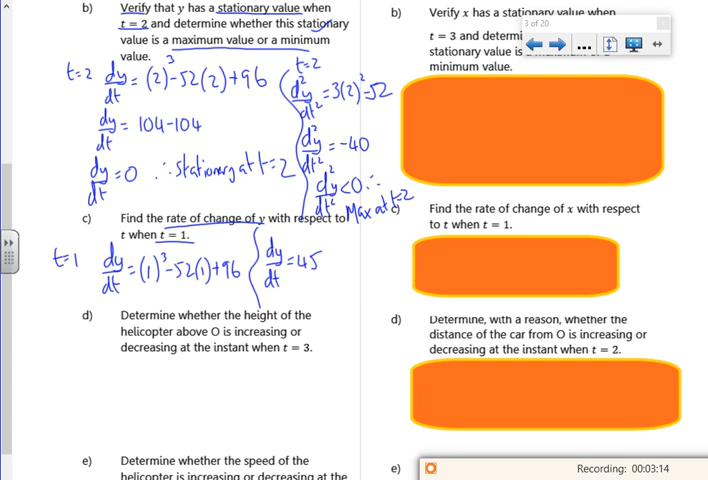 b) Verify that y has a stationary value when
t = 2 and determine whether this stationary
value is a maximum value or a minimum
value.
t=2 dy/dt = (2)³-52(2)+96
dy/dt = 104-104
dy/dt = 0 ∴ stationary at t=2
t=2
d²y/dt² = 3(2)²-52
d²y/dt² = -40
d²y/dt² < 0 ∴
Max at t=2
c) Find the rate of change of y with respect to
t when t = 1.
t=1 dy/dt = (1)³-52(1)+96
dy/dt = 45
d) Determine whether the height of the
helicopter above O is increasing or
decreasing at the instant when t = 3.
e) Determine whether the speed of the
helicopter is increasing or decreasing at the
b) Verify x has a stationary value when
t = 3 and determi
stationary value is
minimum value.
3 of 20
...
c) Find the rate of change of x with respect
to t when t = 1.
d) Determine, with a reason, whether the
distance of the car from O is increasing or
decreasing at the instant when t = 2.
e)
Recording: 00:03:14